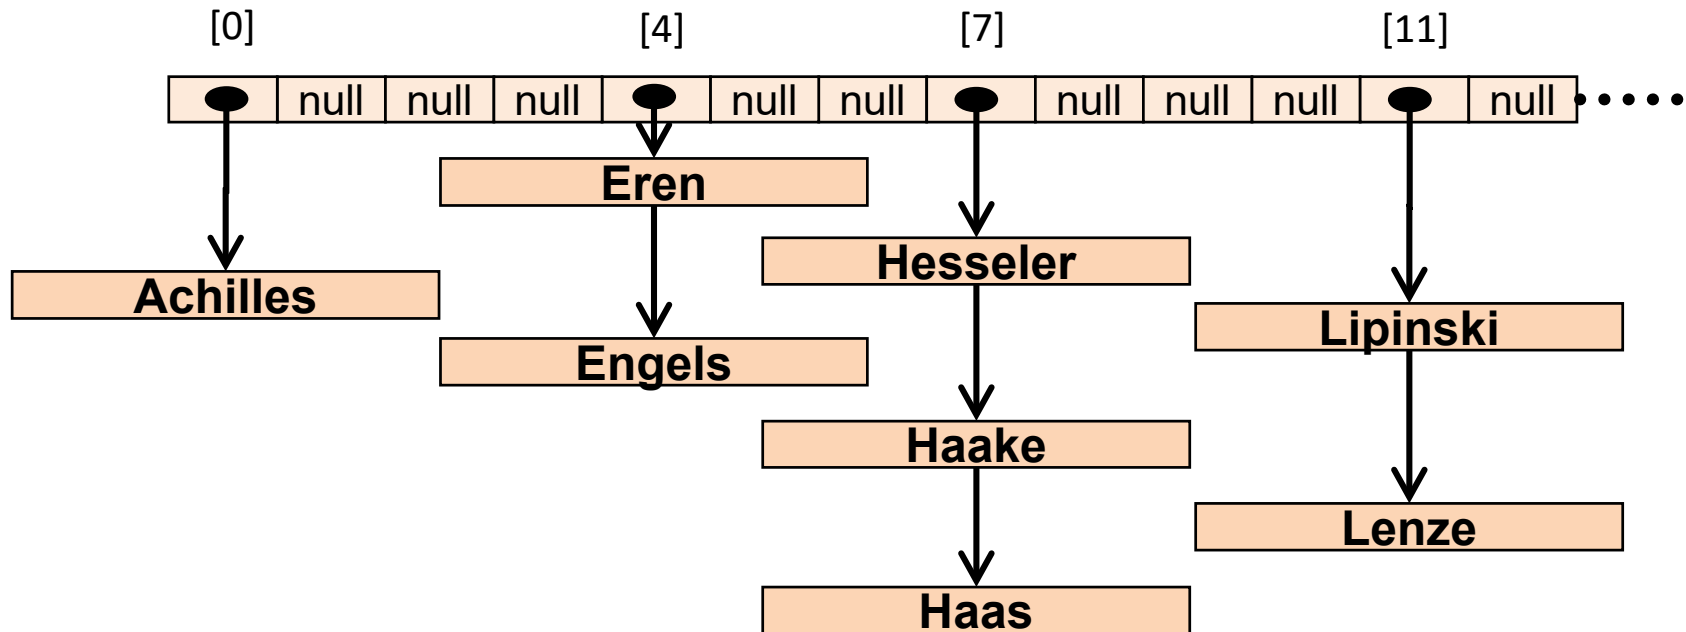 [0] [4] [7] [11]
null null null null null null null null null
Eren
Hesseler
Achilles
Lipinski
Engels
Haake
Lenze
Haas